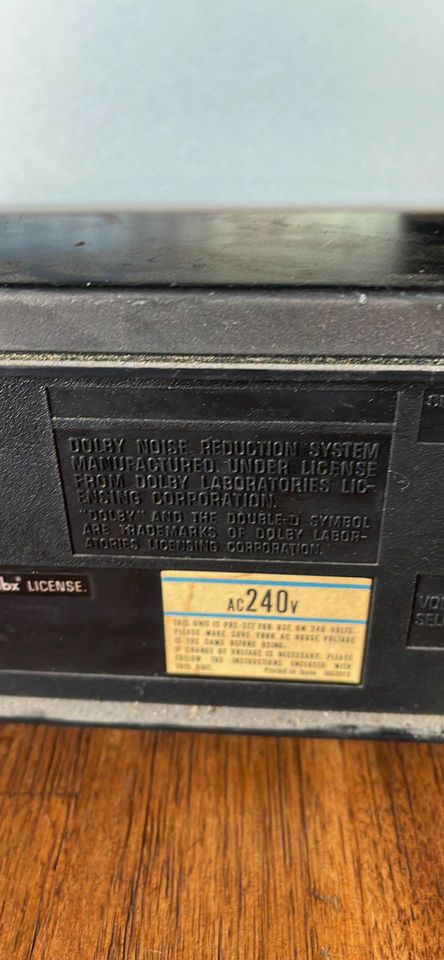 DOLBY NOISE REDUCTION SYSTEM
MANUFACTURED UNDER LICENSE
FROM DOLBY LABORATORIES LIC-
ENSING CORPORATION.
"DOLBY" AND THE DOUBLE-D SYMBOL
ARE TRADEMARKS OF DOLBY LABOR-
ATORIES LICENSING CORPORATION.
dbx LICENSE.
AC240V
THIS UNIT IS PRE-SET FOR USE ON 240 VOLTS.
PLEASE MAKE SURE YOUR AC HOUSE VOLTAGE
IS THE SAME BEFORE USING.
IF CHANGE OF VOLTAGE IS NECESSARY, PLEASE
FOLLOW THE INSTRUCTIONS ENCLOSED WITH
THIS UNIT.
Printed in
VO
SEL